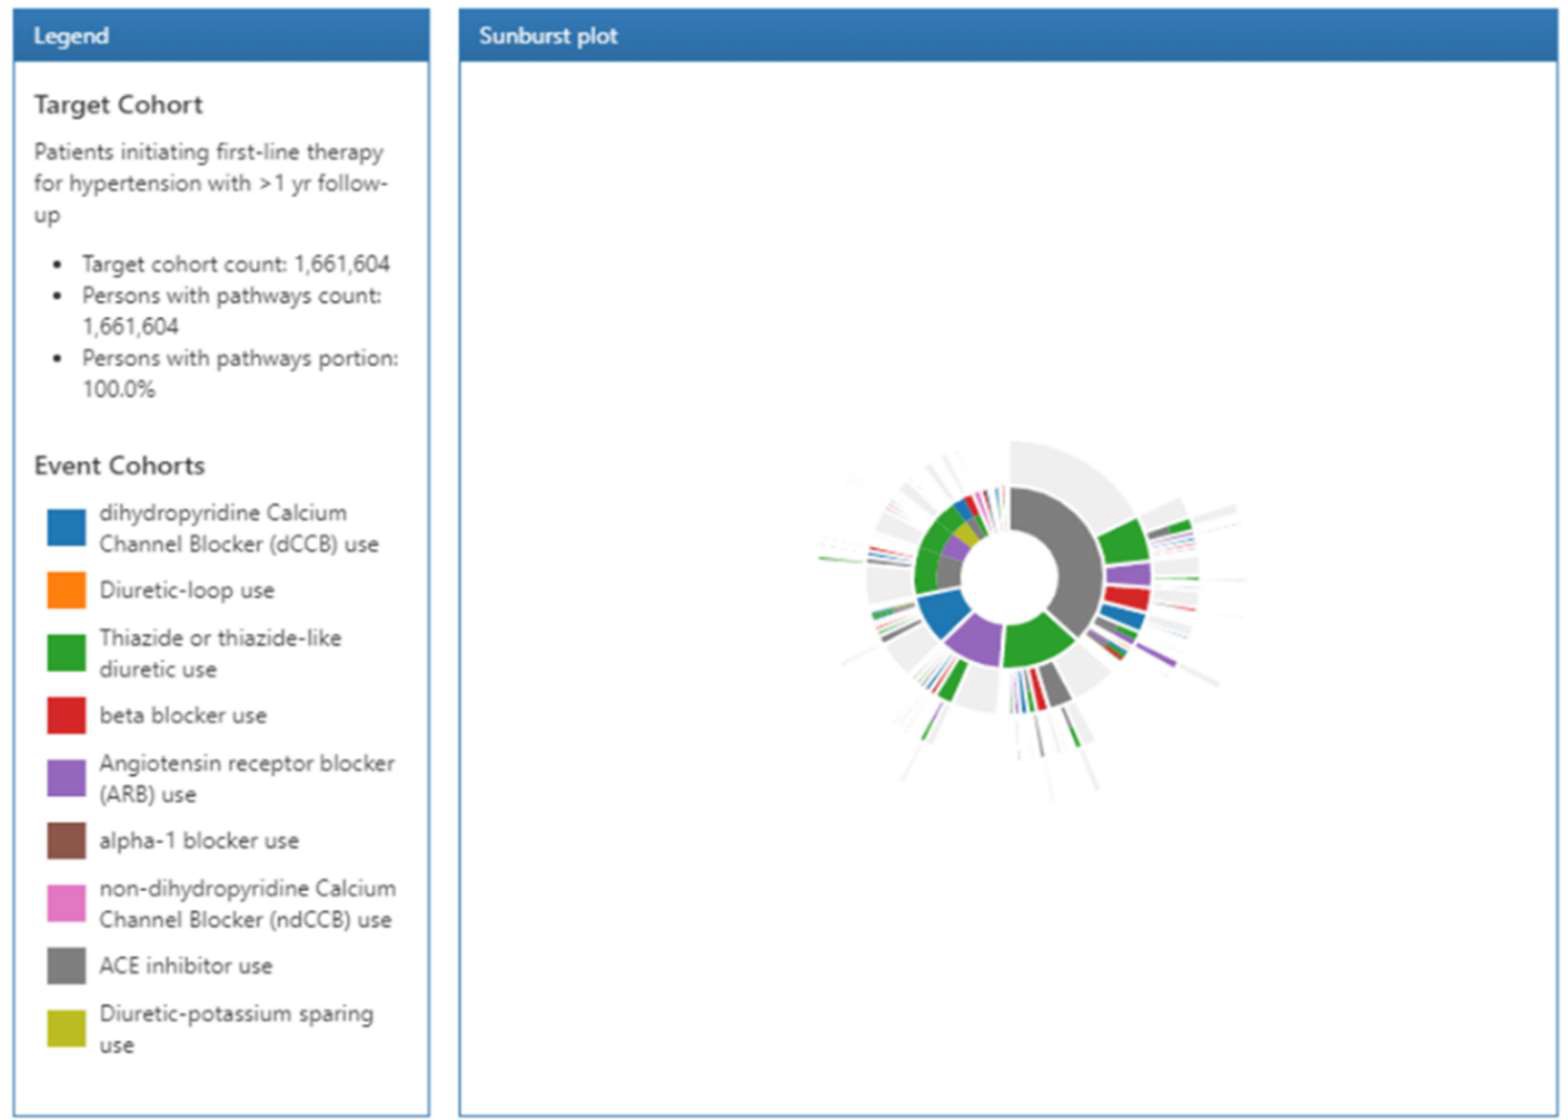 Legend
Target Cohort
Patients initiating first-line therapy
for hypertension with >1 yr follow-
up
• Target cohort count: 1,661,604
• Persons with pathways count:
1,661,604
• Persons with pathways portion:
100.0%
Event Cohorts
dihydropyridine Calcium
Channel Blocker (dCCB) use
Diuretic-loop use
Thiazide or thiazide-like
diuretic use
beta blocker use
Angiotensin receptor blocker
(ARB) use
alpha-1 blocker use
non-dihydropyridine Calcium
Channel Blocker (ndCCB) use
ACE inhibitor use
Diuretic-potassium sparing
use
Sunburst plot